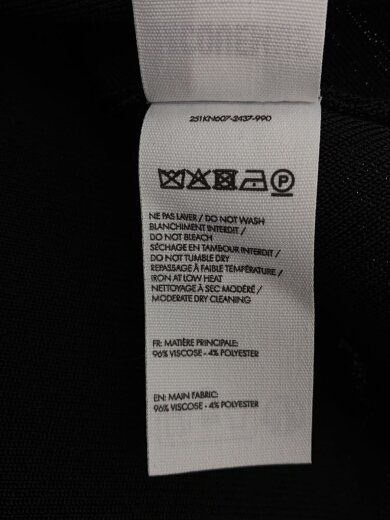 251KN607-2437-990
NE PAS LAVER / DO NOT WASH
BLANCHIMENT INTERDIT /
DO NOT BLEACH
SÉCHAGE EN TAMBOUR INTERDIT /
DO NOT TUMBLE DRY
REPASSAGE À FAIBLE TEMPÉRATURE /
IRON AT LOW HEAT
NETTOYAGE À SEC MODÉRÉ /
MODERATE DRY CLEANING
FR: MATIÈRE PRINCIPALE:
96% VISCOSE - 4% POLYESTER
EN: MAIN FABRIC:
96% VISCOSE - 4% POLYESTER